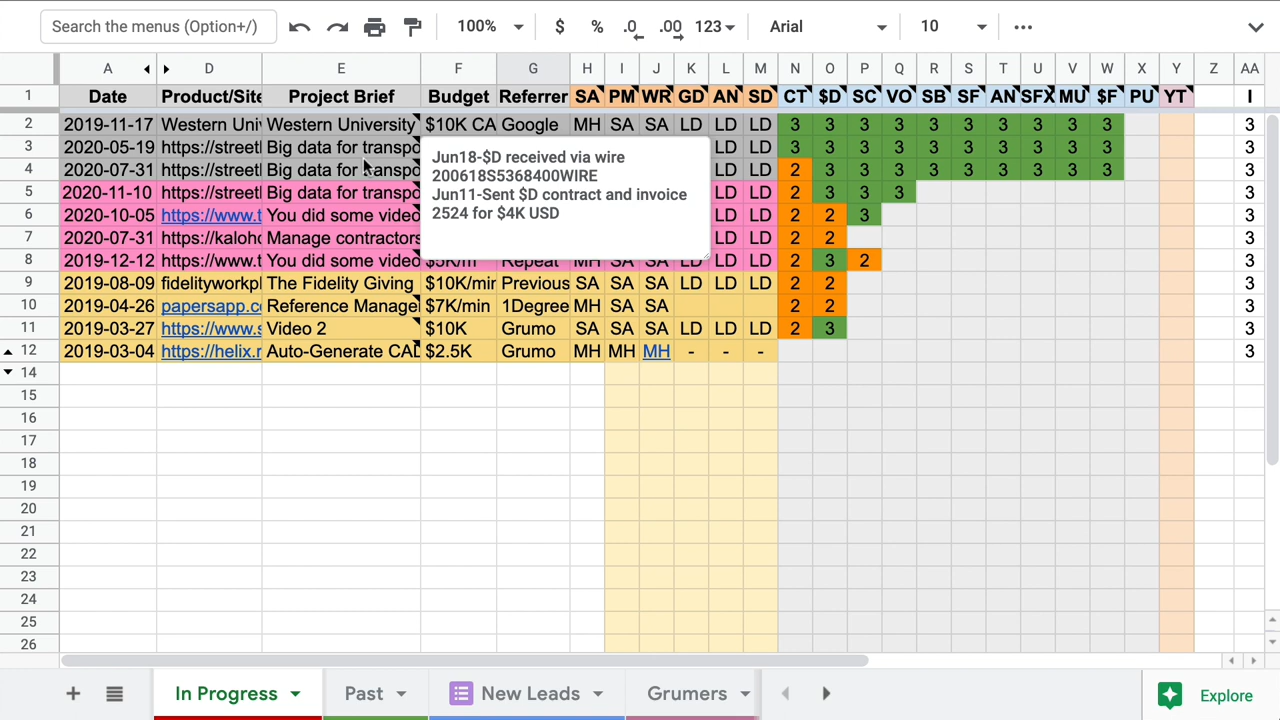 Search the menus (Option+/) 100% $ % .0 .00 123 Arial 10
A D E F G H I J K L M N O P Q R S T U V W X Y Z AA
1 Date Product/Site Project Brief Budget Referrer SA PM WR GD AN SD CT $D SC VO SB SF AN SFX MU $F PU YT I
2 2019-11-17 Western Uni Western University $10K CA Google MH SA SA LD LD LD 3 3 3 3 3 3 3 3 3 3 3
3 2020-05-19 https://street Big data for transpo LD LD 3 3 3 3 3 3 3 3 3 3 3
4 2020-07-31 https://street Big data for transpo LD LD 2 3 3 3 3 3 3 3 3 3 3
5 2020-11-10 https://street Big data for transpo LD LD 2 3 3 3 3
6 2020-10-05 https://www.t You did some video LD LD 2 2 3 3
7 2020-07-31 https://kaloho Manage contractors LD LD 2 2 3
8 2019-12-12 https://www.t You did some video $5K/m Repeat MH SA SA LD LD LD 2 3 2 3
Jun18-$D received via wire
200618S5368400WIRE
Jun11-Sent $D contract and invoice
2524 for $4K USD
9 2019-08-09 fidelityworkpl The Fidelity Giving $10K/min Previous SA SA SA LD LD LD 2 2 3
10 2019-04-26 papersapp.co Reference Manage $7K/min 1Degree MH SA SA 2 2 3
11 2019-03-27 https://www.s Video 2 $10K Grumo SA SA SA LD LD LD 2 3 3
12 2019-03-04 https://helix.r Auto-Generate CAD $2.5K Grumo MH MH MH - - - 3
14
15
16
17
18
19
20
21
22
23
24
25
26
+ In Progress Past New Leads Grumers Explore